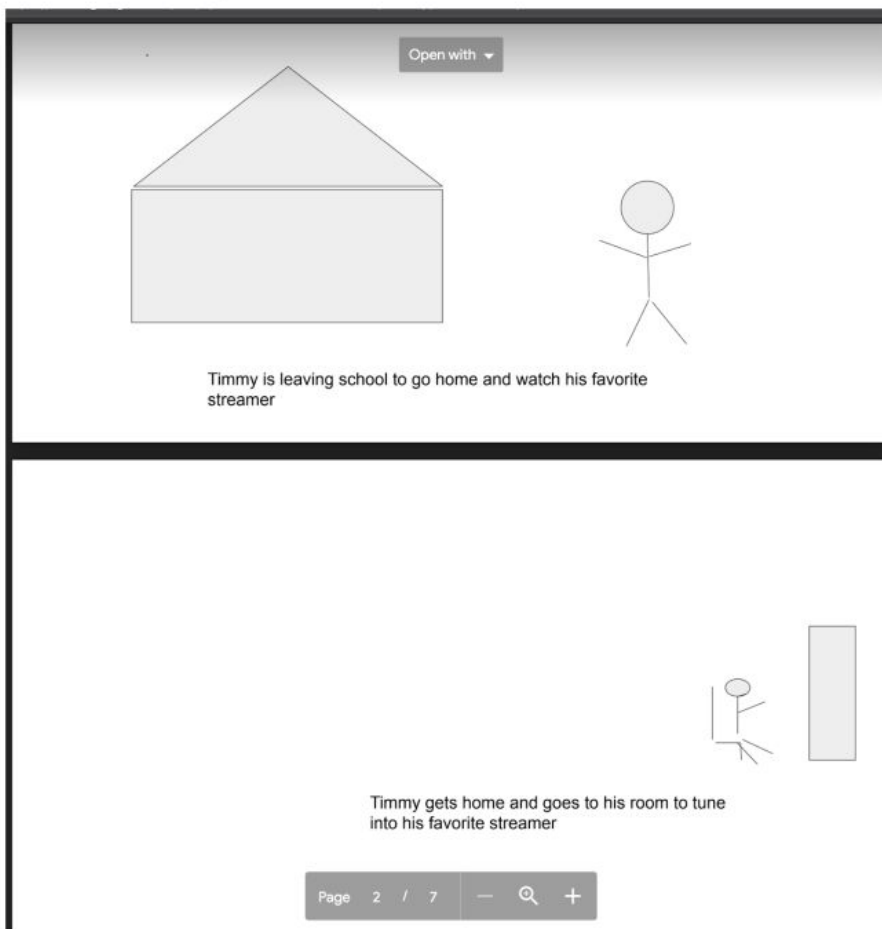 Open with
Timmy is leaving school to go home and watch his favorite
streamer
Timmy gets home and goes to his room to tune
into his favorite streamer
Page 2 / 7